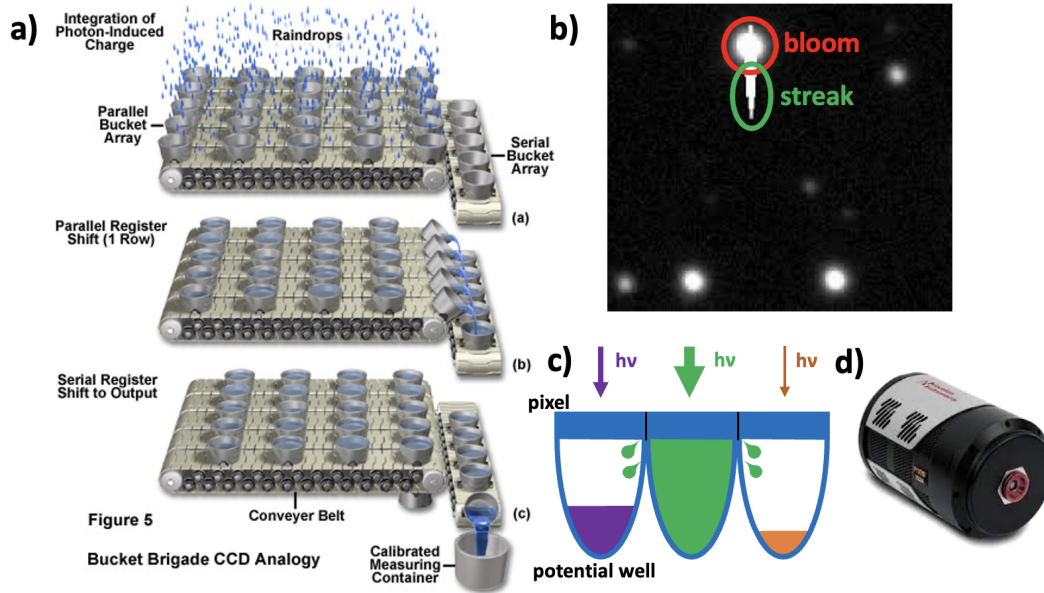 a)
Integration of
Photon-Induced
Charge
Raindrops
Parallel
Bucket
Array
Serial
Bucket
Array
(a)
Parallel Register
Shift (1 Row)
(b)
Serial Register
Shift to Output
(c)
Conveyer Belt
Figure 5
Bucket Brigade CCD Analogy
Calibrated
Measuring
Container
b)
bloom
streak
c)
hν
hν
hν
pixel
potential well
d)